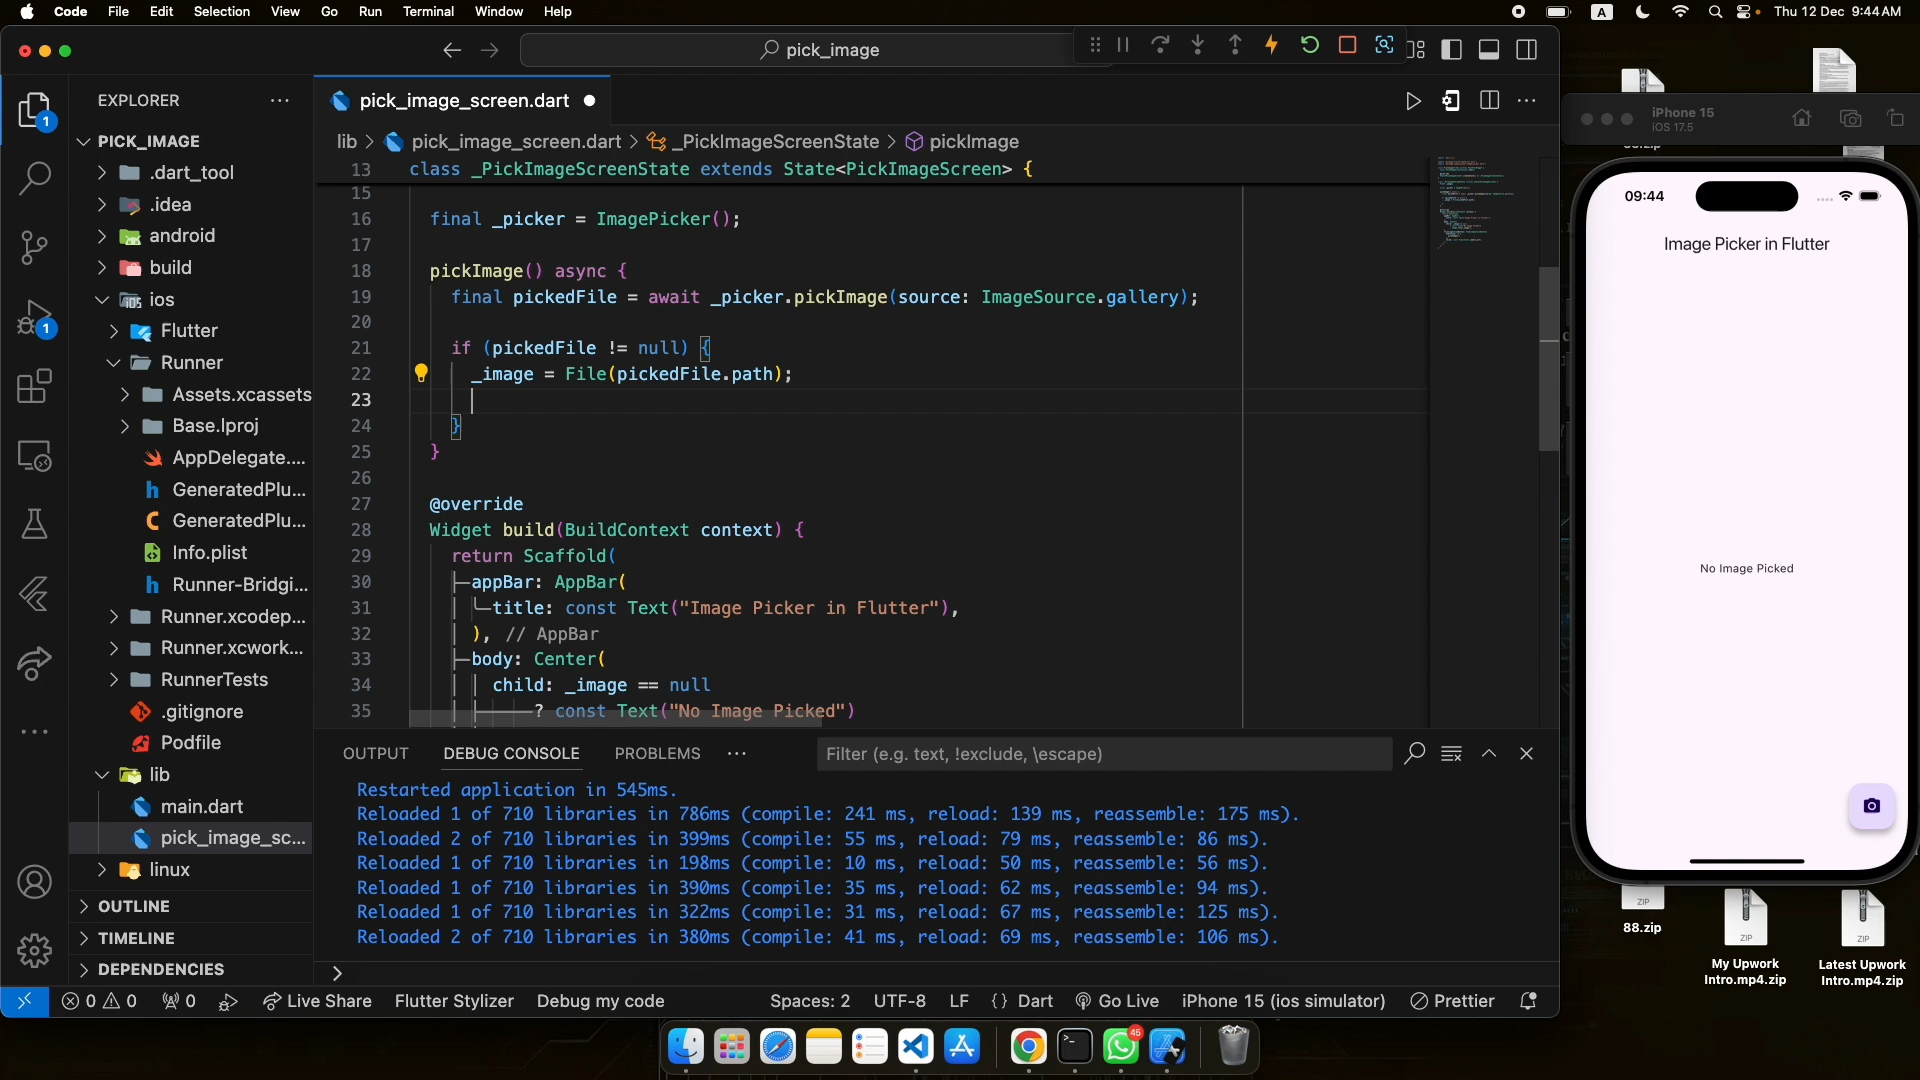 Code File Edit Selection View Go Run Terminal Window Help
A
Thu 12 Dec 9:44 AM
pick_image
EXPLORER
pick_image_screen.dart
PICK_IMAGE
.dart_tool
.idea
android
build
ios
Flutter
Runner
Assets.xcassets
Base.lproj
AppDelegate....
GeneratedPlu...
GeneratedPlu...
Info.plist
Runner-Bridgi...
Runner.xcodep...
Runner.xcwork...
RunnerTests
.gitignore
Podfile
lib
main.dart
pick_image_sc...
linux
OUTLINE
TIMELINE
DEPENDENCIES
1
1
lib > pick_image_screen.dart > _PickImageScreenState > pickImage
13 class _PickImageScreenState extends State<PickImageScreen> {
15
16 final _picker = ImagePicker();
17
18 pickImage() async {
19 final pickedFile = await _picker.pickImage(source: ImageSource.gallery);
20
21 if (pickedFile != null) {
22 _image = File(pickedFile.path);
23
24 }
25 }
26
27 @override
28 Widget build(BuildContext context) {
29 return Scaffold(
30 appBar: AppBar(
31 title: const Text("Image Picker in Flutter"),
32 ), // AppBar
33 body: Center(
34 child: _image == null
35 ? const Text("No Image Picked")
OUTPUT DEBUG CONSOLE PROBLEMS
Filter (e.g. text, !exclude, \escape)
Restarted application in 545ms.
Reloaded 1 of 710 libraries in 786ms (compile: 241 ms, reload: 139 ms, reassemble: 175 ms).
Reloaded 2 of 710 libraries in 399ms (compile: 55 ms, reload: 79 ms, reassemble: 86 ms).
Reloaded 1 of 710 libraries in 198ms (compile: 10 ms, reload: 50 ms, reassemble: 56 ms).
Reloaded 1 of 710 libraries in 390ms (compile: 35 ms, reload: 62 ms, reassemble: 94 ms).
Reloaded 1 of 710 libraries in 322ms (compile: 31 ms, reload: 67 ms, reassemble: 125 ms).
Reloaded 2 of 710 libraries in 380ms (compile: 41 ms, reload: 69 ms, reassemble: 106 ms).
>
0 0 0 Live Share Flutter Stylizer Debug my code Spaces: 2 UTF-8 LF {} Dart Go Live iPhone 15 (ios simulator) Prettier
iPhone 15
iOS 17.5
09:44
Image Picker in Flutter
No Image Picked
ZIP
88.zip
ZIP
My Upwork
Intro.mp4.zip
ZIP
Latest Upwork
Intro.mp4.zip
45